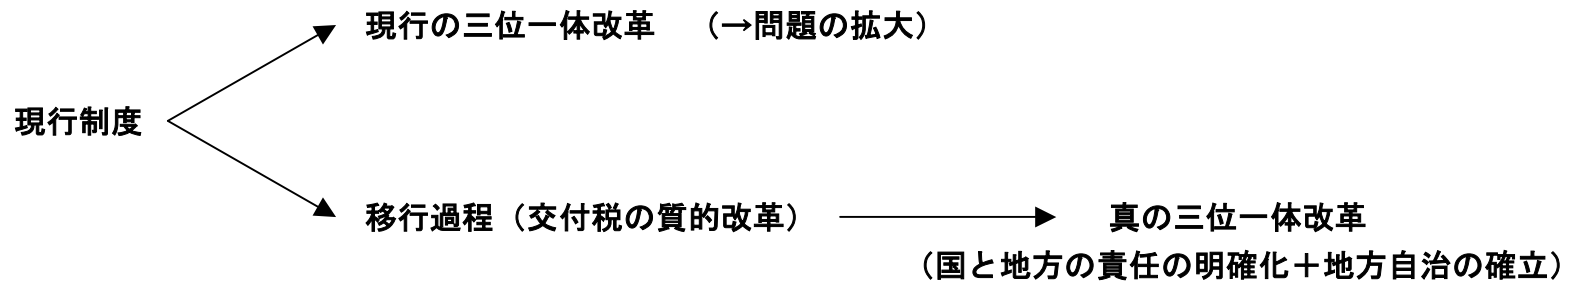 現行の三位一体改革　（→問題の拡大）
現行制度
移行過程（交付税の質的改革）
真の三位一体改革
（国と地方の責任の明確化＋地方自治の確立）